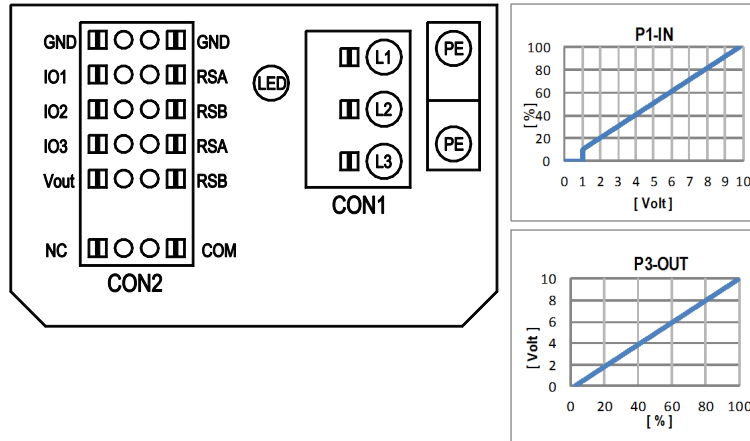 GND GND
IO1 RSA
IO2 RSB
IO3 RSA
Vout RSB
NC COM
CON2
LED
L1
L2
L3
CON1
PE
PE
P1-IN
100
80
60
40
20
0
[ % ]
0 1 2 3 4 5 6 7 8 9 10
[ Volt ]
P3-OUT
10
8
6
4
2
0
[ Volt ]
0 20 40 60 80 100
[ % ]